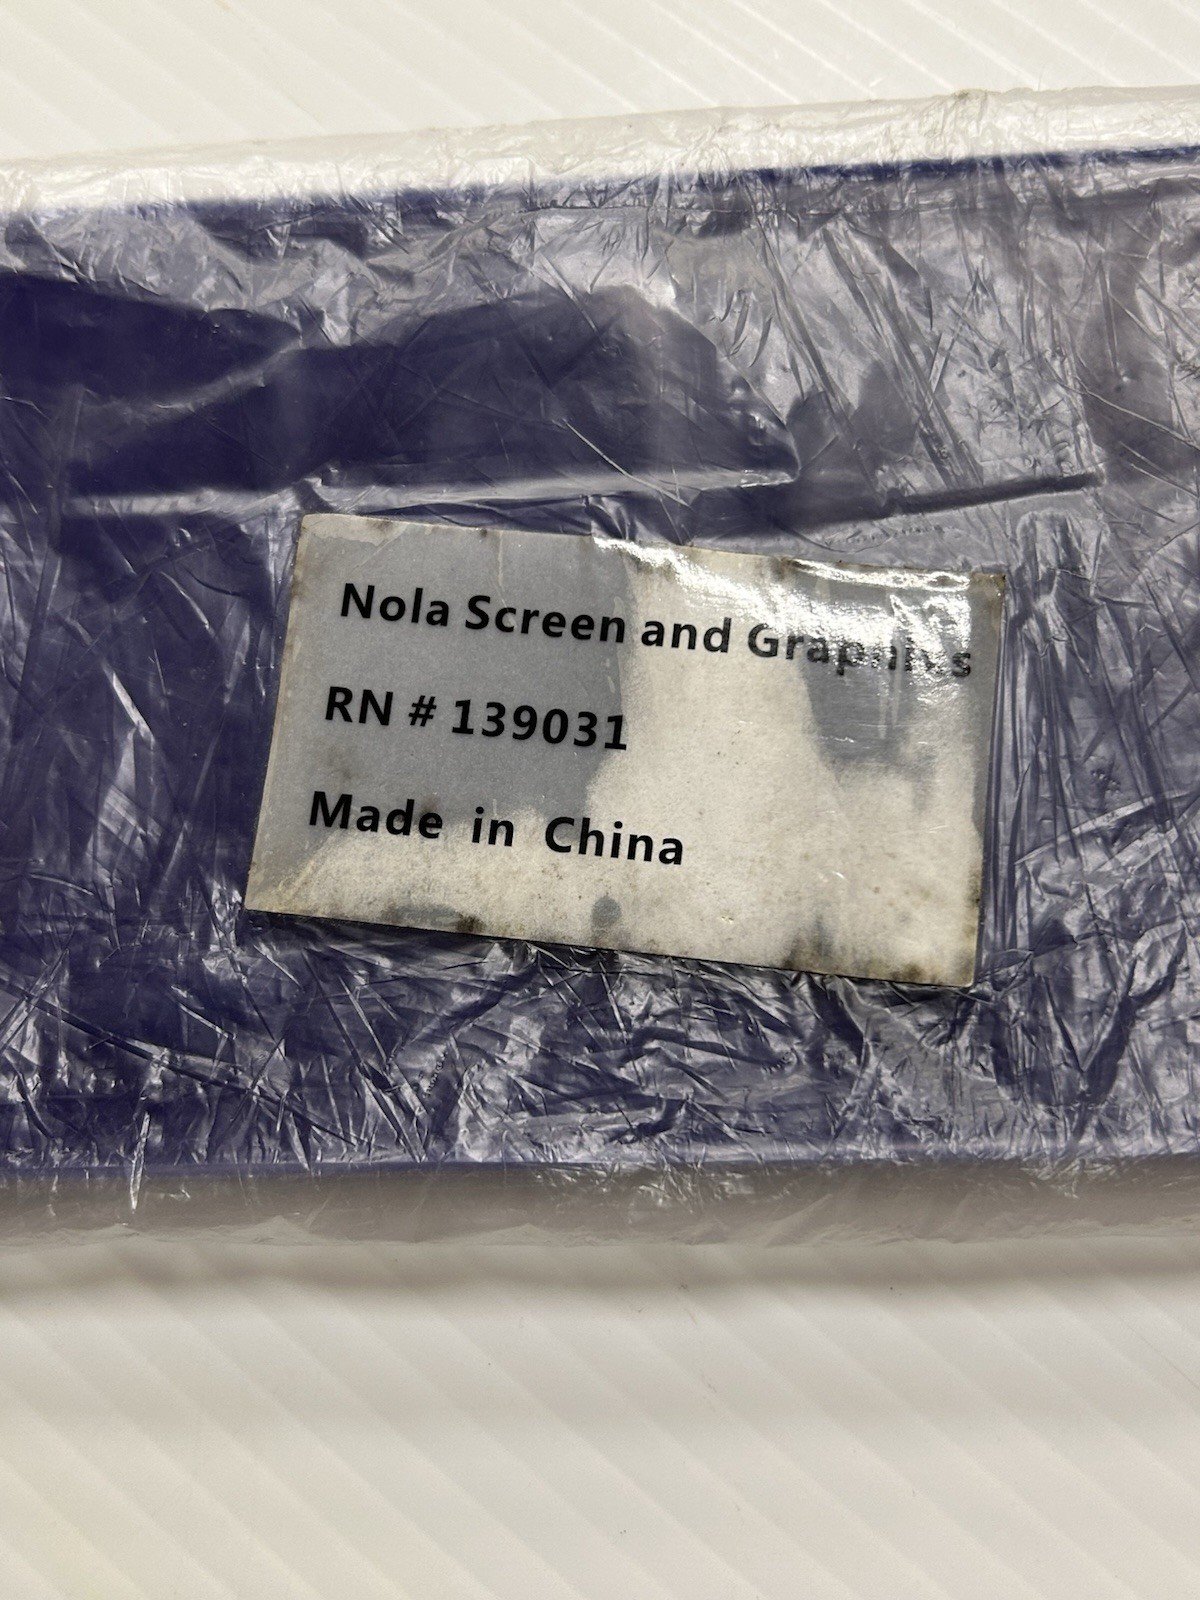 Nola Screen and Graphics
RN # 139031
Made in China